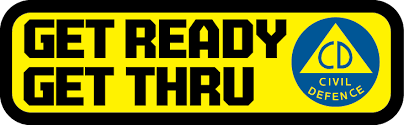 GET READY
GET THRU
CD
CIVIL
DEFENCE